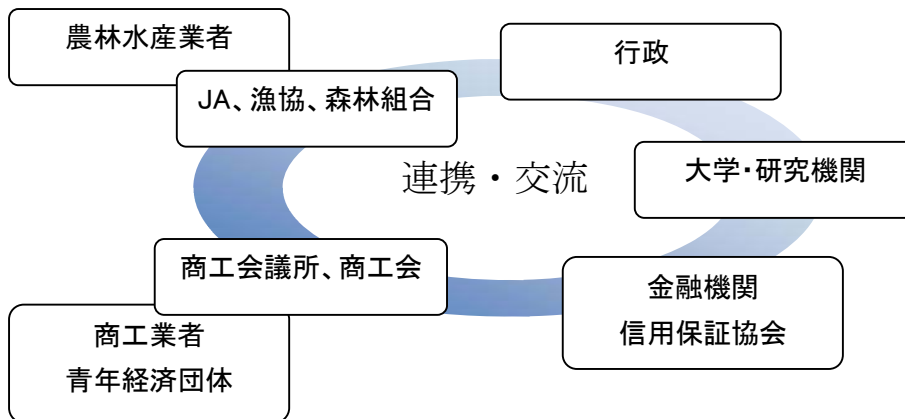 農林水産業者
行政
JA、漁協、森林組合
連携・交流
大学・研究機関
商工会議所、商工会
金融機関
信用保証協会
商工業者
青年経済団体